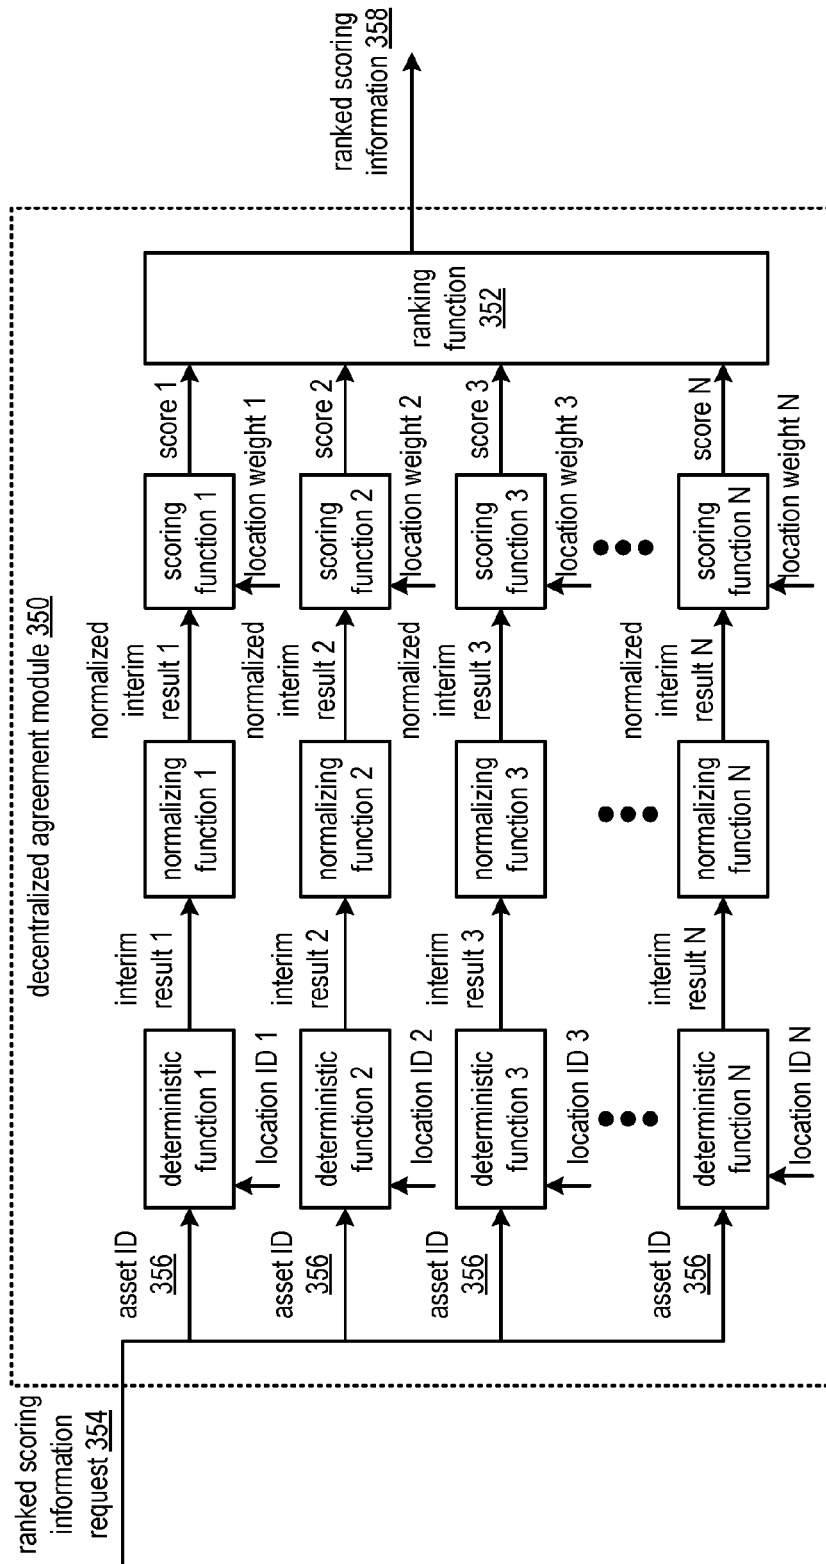 ranked scoring
information
request 354
decentralized agreement module 350
asset ID
356
deterministic
function 1
location ID 1
interim
result 1
normalizing
function 1
normalized
interim
result 1
scoring
function 1
location weight 1
score 1
asset ID
356
deterministic
function 2
location ID 2
interim
result 2
normalizing
function 2
normalized
interim
result 2
scoring
function 2
location weight 2
score 2
asset ID
356
deterministic
function 3
location ID 3
interim
result 3
normalizing
function 3
normalized
interim
result 3
scoring
function 3
location weight 3
score 3
asset ID
356
deterministic
function N
location ID N
interim
result N
normalizing
function N
normalized
interim
result N
scoring
function N
location weight N
score N
ranking
function
352
ranked scoring
information 358